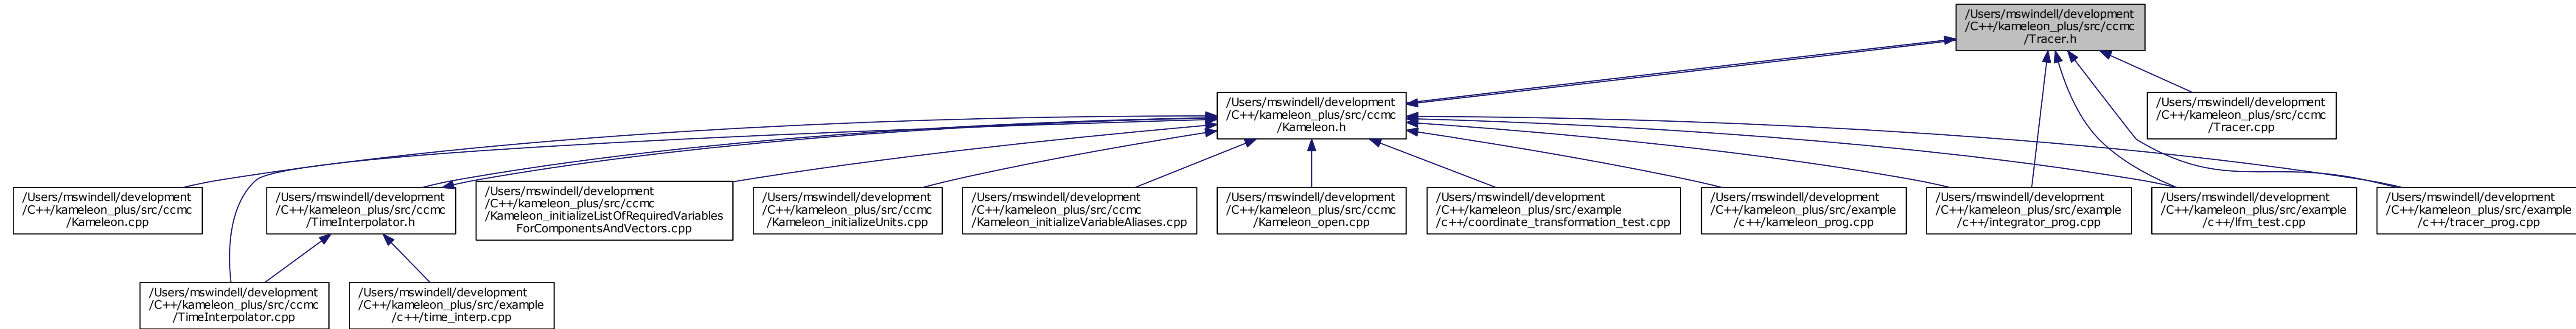 /Users/mswindell/development
/C++/kameleon_plus/src/ccmc
/Tracer.h
/Users/mswindell/development
/C++/kameleon_plus/src/ccmc
/Kameleon.h
/Users/mswindell/development
/C++/kameleon_plus/src/ccmc
/Tracer.cpp
/Users/mswindell/development
/C++/kameleon_plus/src/ccmc
/Kameleon.cpp
/Users/mswindell/development
/C++/kameleon_plus/src/ccmc
/TimeInterpolator.h
/Users/mswindell/development
/C++/kameleon_plus/src/ccmc
/Kameleon_initializeListOfRequiredVariables
ForComponentsAndVectors.cpp
/Users/mswindell/development
/C++/kameleon_plus/src/ccmc
/Kameleon_initializeUnits.cpp
/Users/mswindell/development
/C++/kameleon_plus/src/ccmc
/Kameleon_initializeVariableAliases.cpp
/Users/mswindell/development
/C++/kameleon_plus/src/ccmc
/Kameleon_open.cpp
/Users/mswindell/development
/C++/kameleon_plus/src/example
/c++/coordinate_transformation_test.cpp
/Users/mswindell/development
/C++/kameleon_plus/src/example
/c++/kameleon_prog.cpp
/Users/mswindell/development
/C++/kameleon_plus/src/example
/c++/integrator_prog.cpp
/Users/mswindell/development
/C++/kameleon_plus/src/example
/c++/lfm_test.cpp
/Users/mswindell/development
/C++/kameleon_plus/src/example
/c++/tracer_prog.cpp
/Users/mswindell/development
/C++/kameleon_plus/src/ccmc
/TimeInterpolator.cpp
/Users/mswindell/development
/C++/kameleon_plus/src/example
/c++/time_interp.cpp